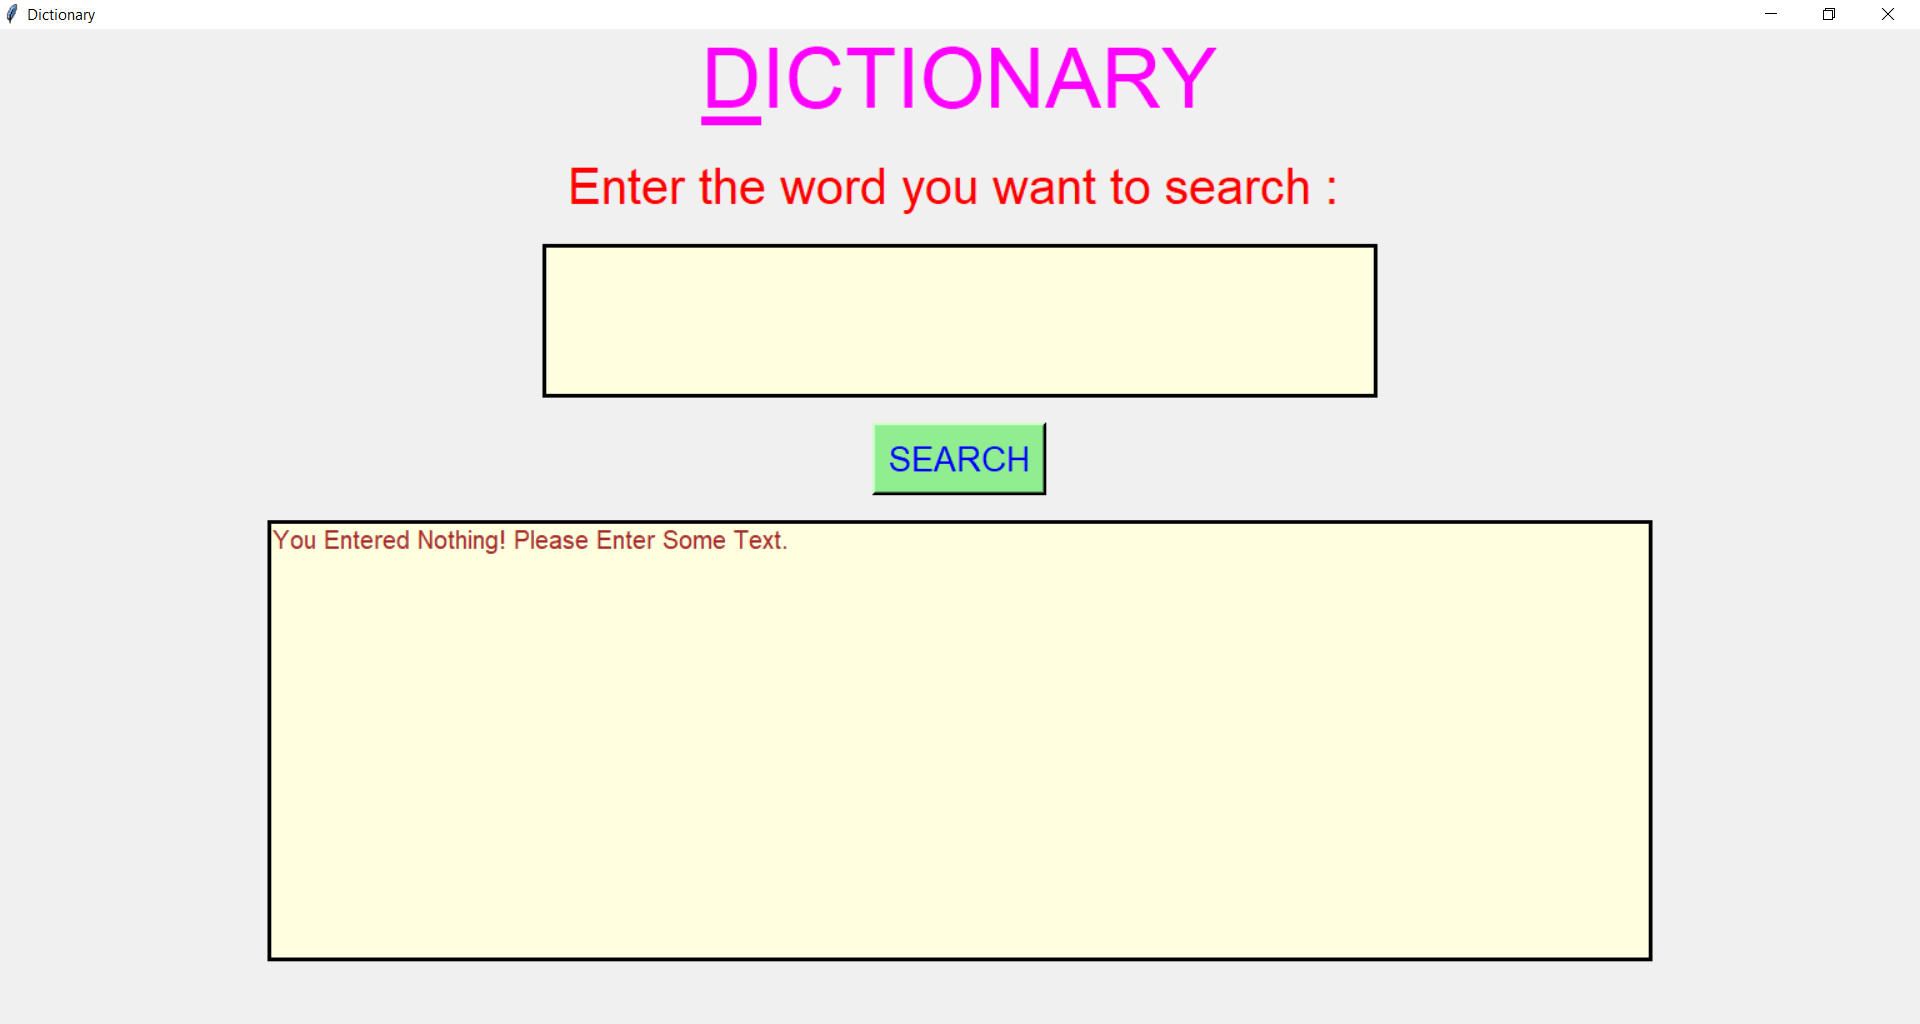 Dictionary
DICTIONARY
Enter the word you want to search :
SEARCH
You Entered Nothing! Please Enter Some Text.